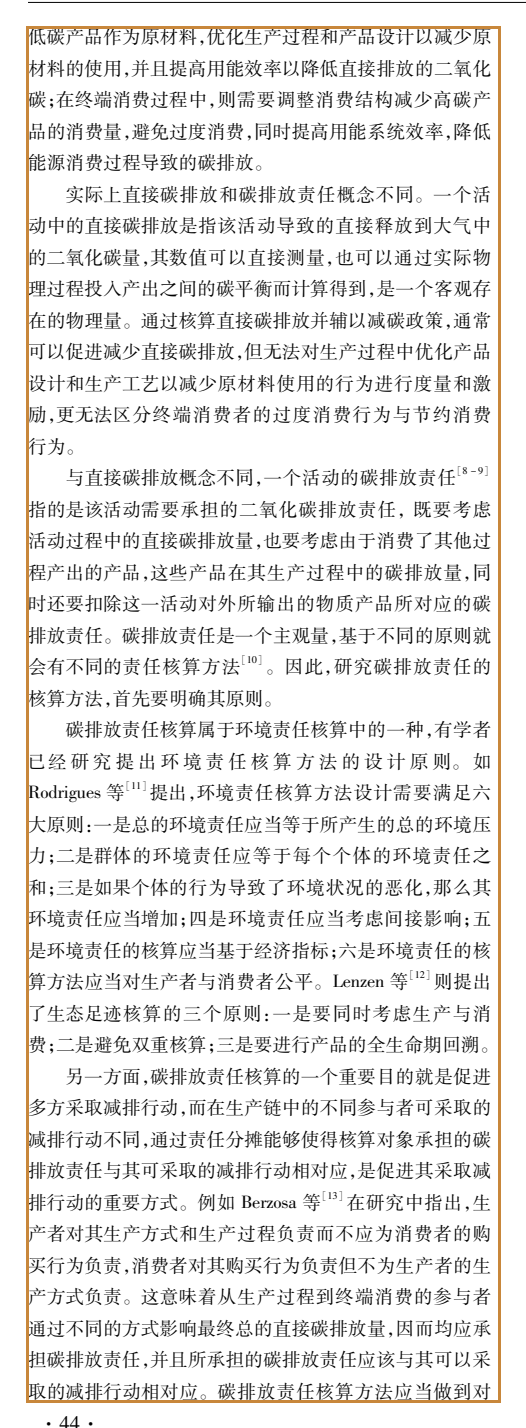 低碳产品作为原材料,优化生产过程和产品设计以减少原
材料的使用,并且提高用能效率以降低直接排放的二氧化
碳;在终端消费过程中,则需要调整消费结构减少高碳产
品的消费量,避免过度消费,同时提高用能系统效率,降低
能源消费过程导致的碳排放。
实际上直接碳排放和碳排放责任概念不同。一个活
动中的直接碳排放是指该活动导致的直接释放到大气中
的二氧化碳量,其数值可以直接测量,也可以通过实际物
理过程投入产出之间的碳平衡而计算得到,是一个客观存
在的物理量。通过核算直接碳排放并辅以减碳政策,通常
可以促进减少直接碳排放,但无法对生产过程中优化产品
设计和生产工艺以减少原材料使用的行为进行度量和激
励,更无法区分终端消费者的过度消费行为与节约消费
行为。
与直接碳排放概念不同,一个活动的碳排放责任[8-9]
指的是该活动需要承担的二氧化碳排放责任,既要考虑
活动过程中的直接碳排放量,也要考虑由于消费了其他过
程产出的产品,这些产品在其生产过程中的碳排放量,同
时还要扣除这一活动对外所输出的物质产品所对应的碳
排放责任。碳排放责任是一个主观量,基于不同的原则就
会有不同的责任核算方法[10]。因此,研究碳排放责任的
核算方法,首先要明确其原则。
碳排放责任核算属于环境责任核算中的一种,有学者
已经研究提出环境责任核算方法的设计原则。如
Rodrigues 等[11]提出,环境责任核算方法设计需要满足六
大原则:一是总的环境责任应当等于所产生的总的环境压
力;二是群体的环境责任应等于每个个体的环境责任之
和;三是如果个体的行为导致了环境状况的恶化,那么其
环境责任应当增加;四是环境责任应当考虑间接影响;五
是环境责任的核算应当基于经济指标;六是环境责任的核
算方法应当对生产者与消费者公平。Lenzen 等[12]则提出
了生态足迹核算的三个原则:一是要同时考虑生产与消
费;二是避免双重核算;三是要进行产品的全生命期回溯。
另一方面,碳排放责任核算的一个重要目的就是促进
多方采取减排行动,而在生产链中的不同参与者可采取的
减排行动不同,通过责任分摊能够使得核算对象承担的碳
排放责任与其可采取的减排行动相对应,是促进其采取减
排行动的重要方式。例如 Berzosa 等[13]在研究中指出,生
产者对其生产方式和生产过程负责而不应为消费者的购
买行为负责,消费者对其购买行为负责但不为生产者的生
产方式负责。这意味着从生产过程到终端消费的参与者
通过不同的方式影响最终总的直接碳排放量,因而均应承
担碳排放责任,并且所承担的碳排放责任应该与其可以采
取的减排行动相对应。碳排放责任核算方法应当做到对
· 44 ·